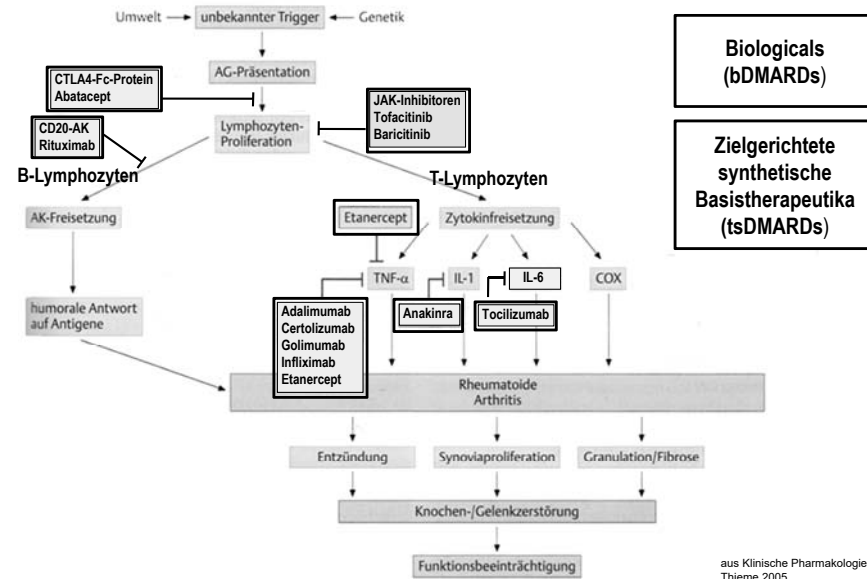 Umwelt
unbekannter Trigger
Genetik
AG-Präsentation
CTLA4-Fc-Protein
Abatacept
JAK-Inhibitoren
Tofacitinib
Baricitinib
Lymphozyten-
Proliferation
CD20-AK
Rituximab
B-Lymphozyten
T-Lymphozyten
AK-Freisetzung
Etanercept
Zytokinfreisetzung
TNF-α
IL-1
IL-6
COX
humorale Antwort
auf Antigene
Adalimumab
Certolizumab
Golimumab
Infliximab
Etanercept
Anakinra
Tocilizumab
Rheumatoide
Arthritis
Entzündung
Synoviaproliferation
Granulation/Fibrose
Knochen-/Gelenkzerstörung
Funktionsbeeinträchtigung
Biologicals
(bDMARDs)
Zielgerichtete
synthetische
Basistherapeutika
(tsDMARDs)
aus Klinische Pharmakologie
Thieme 2005